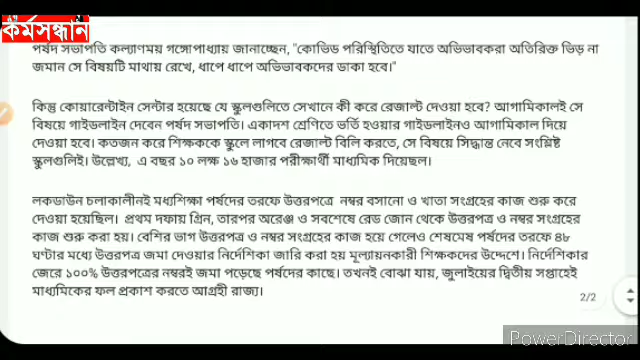 কর্মসন্ধান
পর্ষদ সভাপতি কল্যাণময় গঙ্গোপাধ্যায় জানাচ্ছেন, "কোভিড পরিস্থিতিতে যাতে অভিভাবকরা অতিরিক্ত ভিড় না
জমান সে বিষয়টি মাথায় রেখে, ধাপে ধাপে অভিভাবকদের ডাকা হবে।"
কিন্তু কোয়ারেন্টাইন সেন্টার হয়েছে যে স্কুলগুলিতে সেখানে কী করে রেজাল্ট দেওয়া হবে? আগামিকালই সে
বিষয়ে গাইডলাইন দেবেন পর্ষদ সভাপতি। একাদশ শ্রেণিতে ভর্তি হওয়ার গাইডলাইনও আগামিকাল দিয়ে
দেওয়া হবে। কতজন করে শিক্ষককে স্কুলে লাগবে রেজাল্ট বিলি করতে, সে বিষয়ে সিদ্ধান্ত নেবে সংশ্লিষ্ট
স্কুলগুলিই। উল্লেখ্য, এ বছর ১০ লক্ষ ১৬ হাজার পরীক্ষার্থী মাধ্যমিক দিয়েছল।
লকডাউন চলাকালীনই মধ্যশিক্ষা পর্ষদের তরফে উত্তরপত্রে নম্বর বসানো ও খাতা সংগ্রহের কাজ শুরু করে
দেওয়া হয়েছিল। প্রথম দফায় গ্রিন, তারপর অরেঞ্জ ও সবশেষে রেড জোন থেকে উত্তরপত্র ও নম্বর সংগ্রহের
কাজ শুরু করা হয়। বেশির ভাগ উত্তরপত্র ও নম্বর সংগ্রহের কাজ হয়ে গেলেও শেষমেষ পর্ষদের তরফে ৪৮
ঘণ্টার মধ্যে উত্তরপত্র জমা দেওয়ার নির্দেশিকা জারি করা হয় মূল্যায়নকারী শিক্ষকদের উদ্দেশে। নির্দেশিকার
জেরে ১০০% উত্তরপত্রের নম্বরই জমা পড়েছে পর্ষদের কাছে। তখনই বোঝা যায়, জুলাইয়ের দ্বিতীয় সপ্তাহেই
মাধ্যমিকের ফল প্রকাশ করতে আগ্রহী রাজ্য।
2/2
PowerDirector